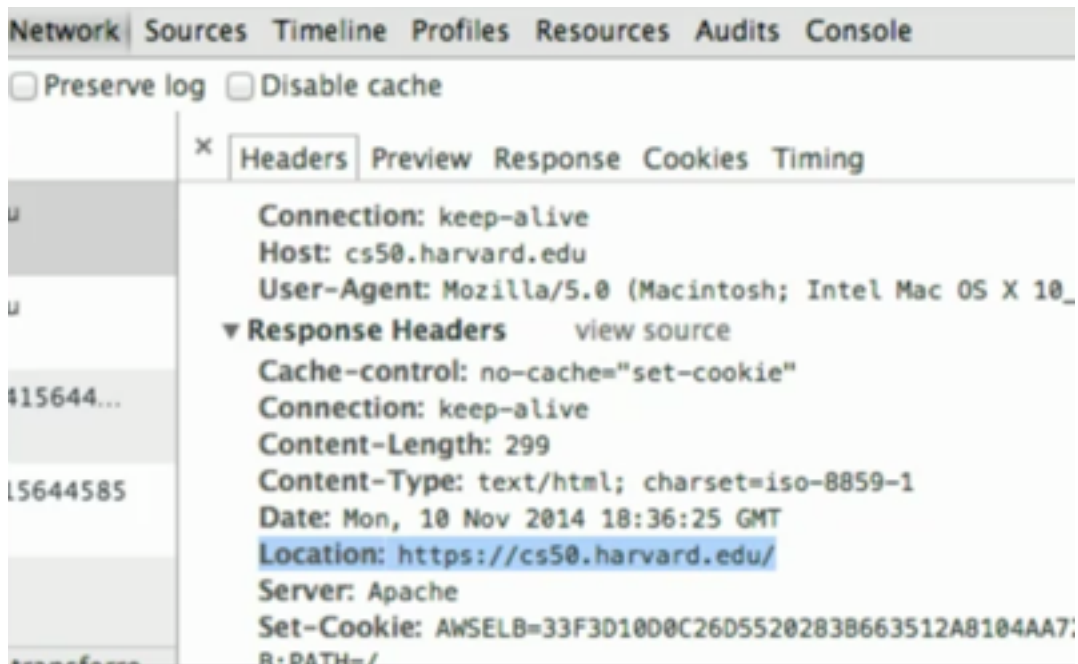 Network Sources Timeline Profiles Resources Audits Console
Preserve log Disable cache
× Headers Preview Response Cookies Timing
u
Connection: keep-alive
Host: cs50.harvard.edu
User-Agent: Mozilla/5.0 (Macintosh; Intel Mac OS X 10_
u
▼ Response Headers view source
Cache-control: no-cache="set-cookie"
415644...
Connection: keep-alive
Content-Length: 299
Content-Type: text/html; charset=iso-8859-1
15644585
Date: Mon, 10 Nov 2014 18:36:25 GMT
Location: https://cs50.harvard.edu/
Server: Apache
Set-Cookie: AWSELB=33F3D10D0C26D5520283B663512A8104AA72
B;PATH=/